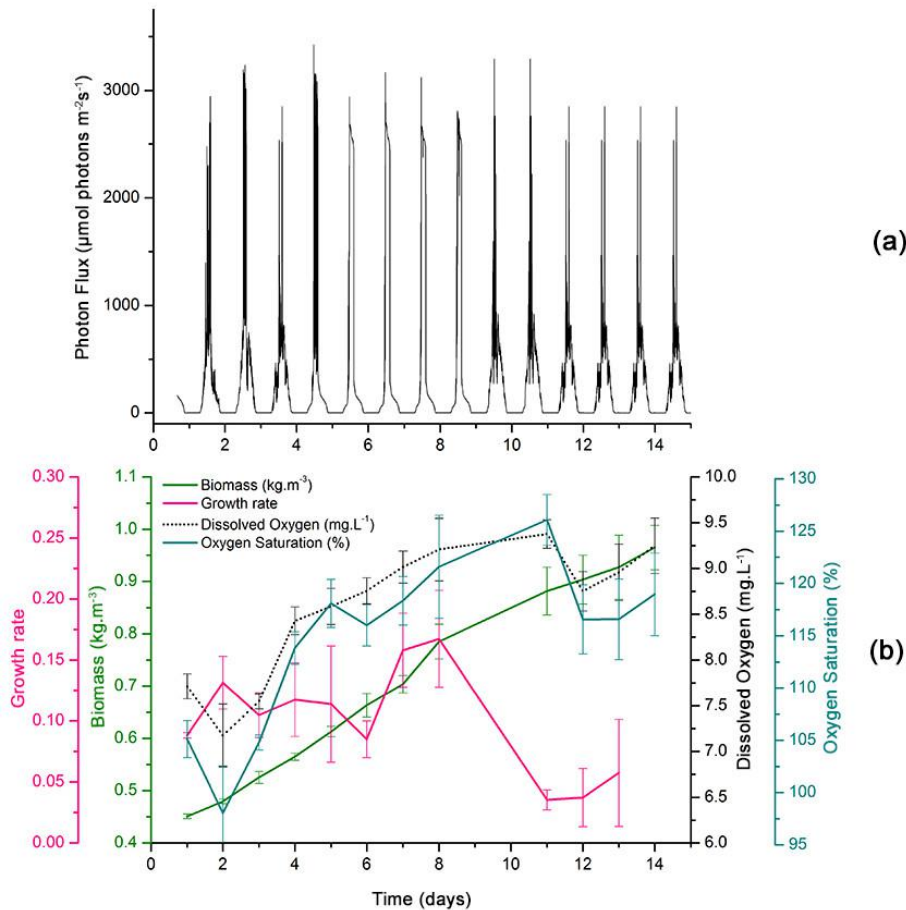 3000
2000
1000
0
Photon Flux (µmol photons m⁻²s⁻¹)
0 2 4 6 8 10 12 14
(a)
0.30
0.25
0.20
0.15
0.10
0.05
0.00
Growth rate
1.1
1.0
0.9
0.8
0.7
0.6
0.5
0.4
Biomass (kg.m⁻³)
Biomass (kg.m⁻³)
Growth rate
Dissolved Oxygen (mg.L⁻¹)
Oxygen Saturation (%)
10.0
9.5
9.0
8.5
8.0
7.5
7.0
6.5
6.0
Dissolved Oxygen (mg.L⁻¹)
130
125
120
115
110
105
100
95
Oxygen Saturation (%)
(b)
0 2 4 6 8 10 12 14
Time (days)